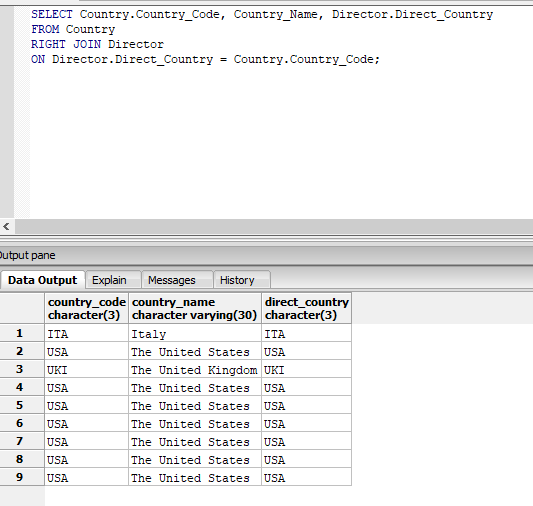 SELECT Country.Country_Code, Country_Name, Director.Direct_Country
FROM Country
RIGHT JOIN Director
ON Director.Direct_Country = Country.Country_Code;
<
Output pane
Data Output Explain Messages History
country_code country_name direct_country
character(3) character varying(30) character(3)
1 ITA Italy ITA
2 USA The United States USA
3 UKI The United Kingdom UKI
4 USA The United States USA
5 USA The United States USA
6 USA The United States USA
7 USA The United States USA
8 USA The United States USA
9 USA The United States USA